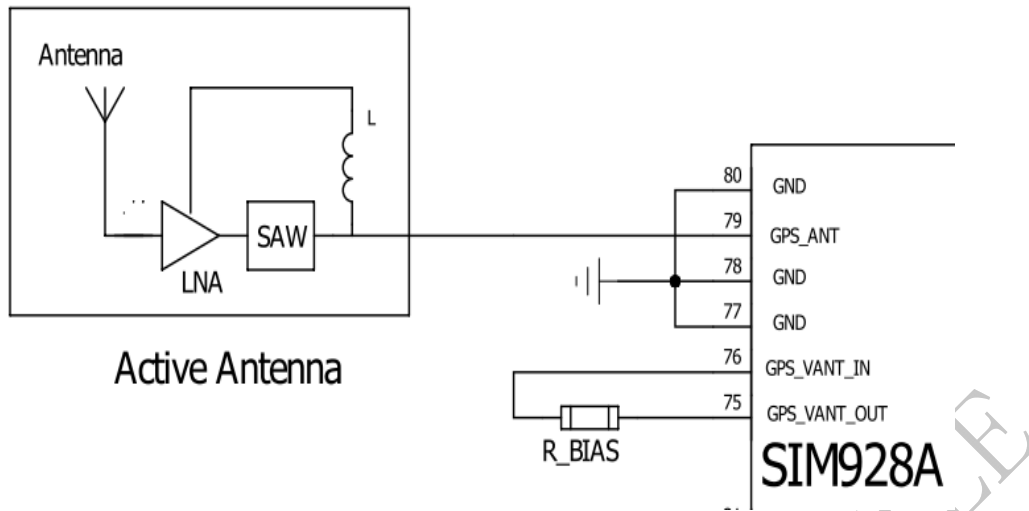 Antenna
L
SAW
LNA
Active Antenna
80 GND
79 GPS_ANT
78 GND
77 GND
76 GPS_VANT_IN
75 GPS_VANT_OUT
R_BIAS
SIM928A